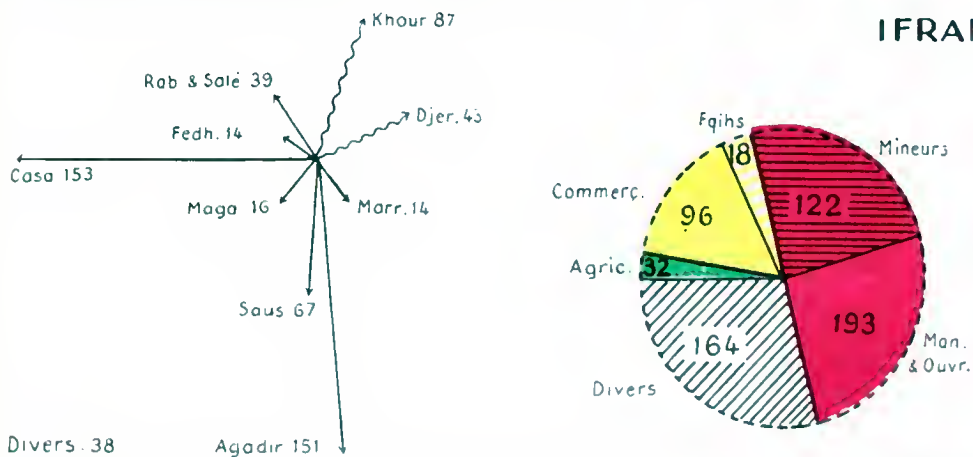 IFRA
Khour 87
Rab & Salé 39
Djer. 43
Fedh. 14
Casa 153
Maga 16
Marr. 14
Saus 67
Divers. 38
Agadir 151
Fqihs
18
Mineurs
122
Commerç.
96
Agric.
32
193
Man.
& Ouvr.
164
Divers